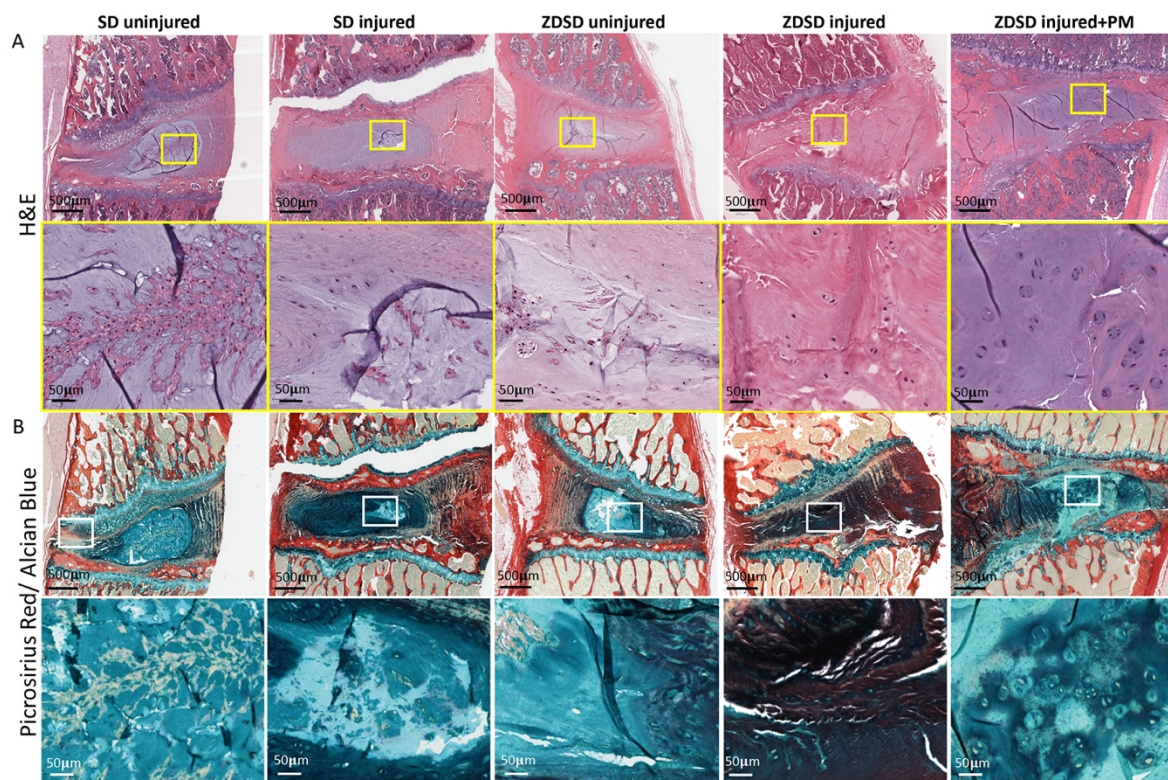 SD uninjured SD injured ZDSD uninjured ZDSD injured ZDSD injured+PM
A
H&E
500µm 500µm 500µm 500µm 500µm
50µm 50µm 50µm 50µm 50µm
B
Picrosirius Red/ Alcian Blue
500µm 500µm 500µm 500µm 500µm
50µm 50µm 50µm 50µm 50µm